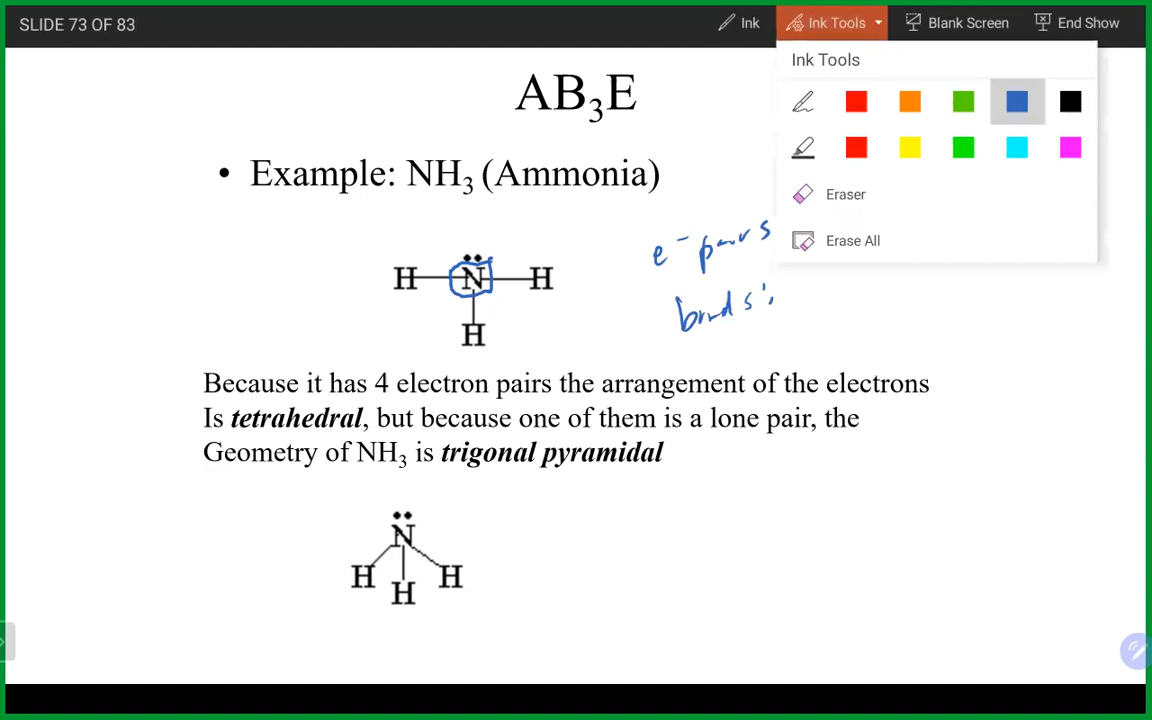 SLIDE 73 OF 83
Ink
Ink Tools
Blank Screen
End Show
Ink Tools
Eraser
Erase All
AB₃E
• Example: NH₃ (Ammonia)
e⁻ pairs
bonds:
H N H
H
Because it has 4 electron pairs the arrangement of the electrons
Is tetrahedral, but because one of them is a lone pair, the
Geometry of NH₃ is trigonal pyramidal
N
H H H